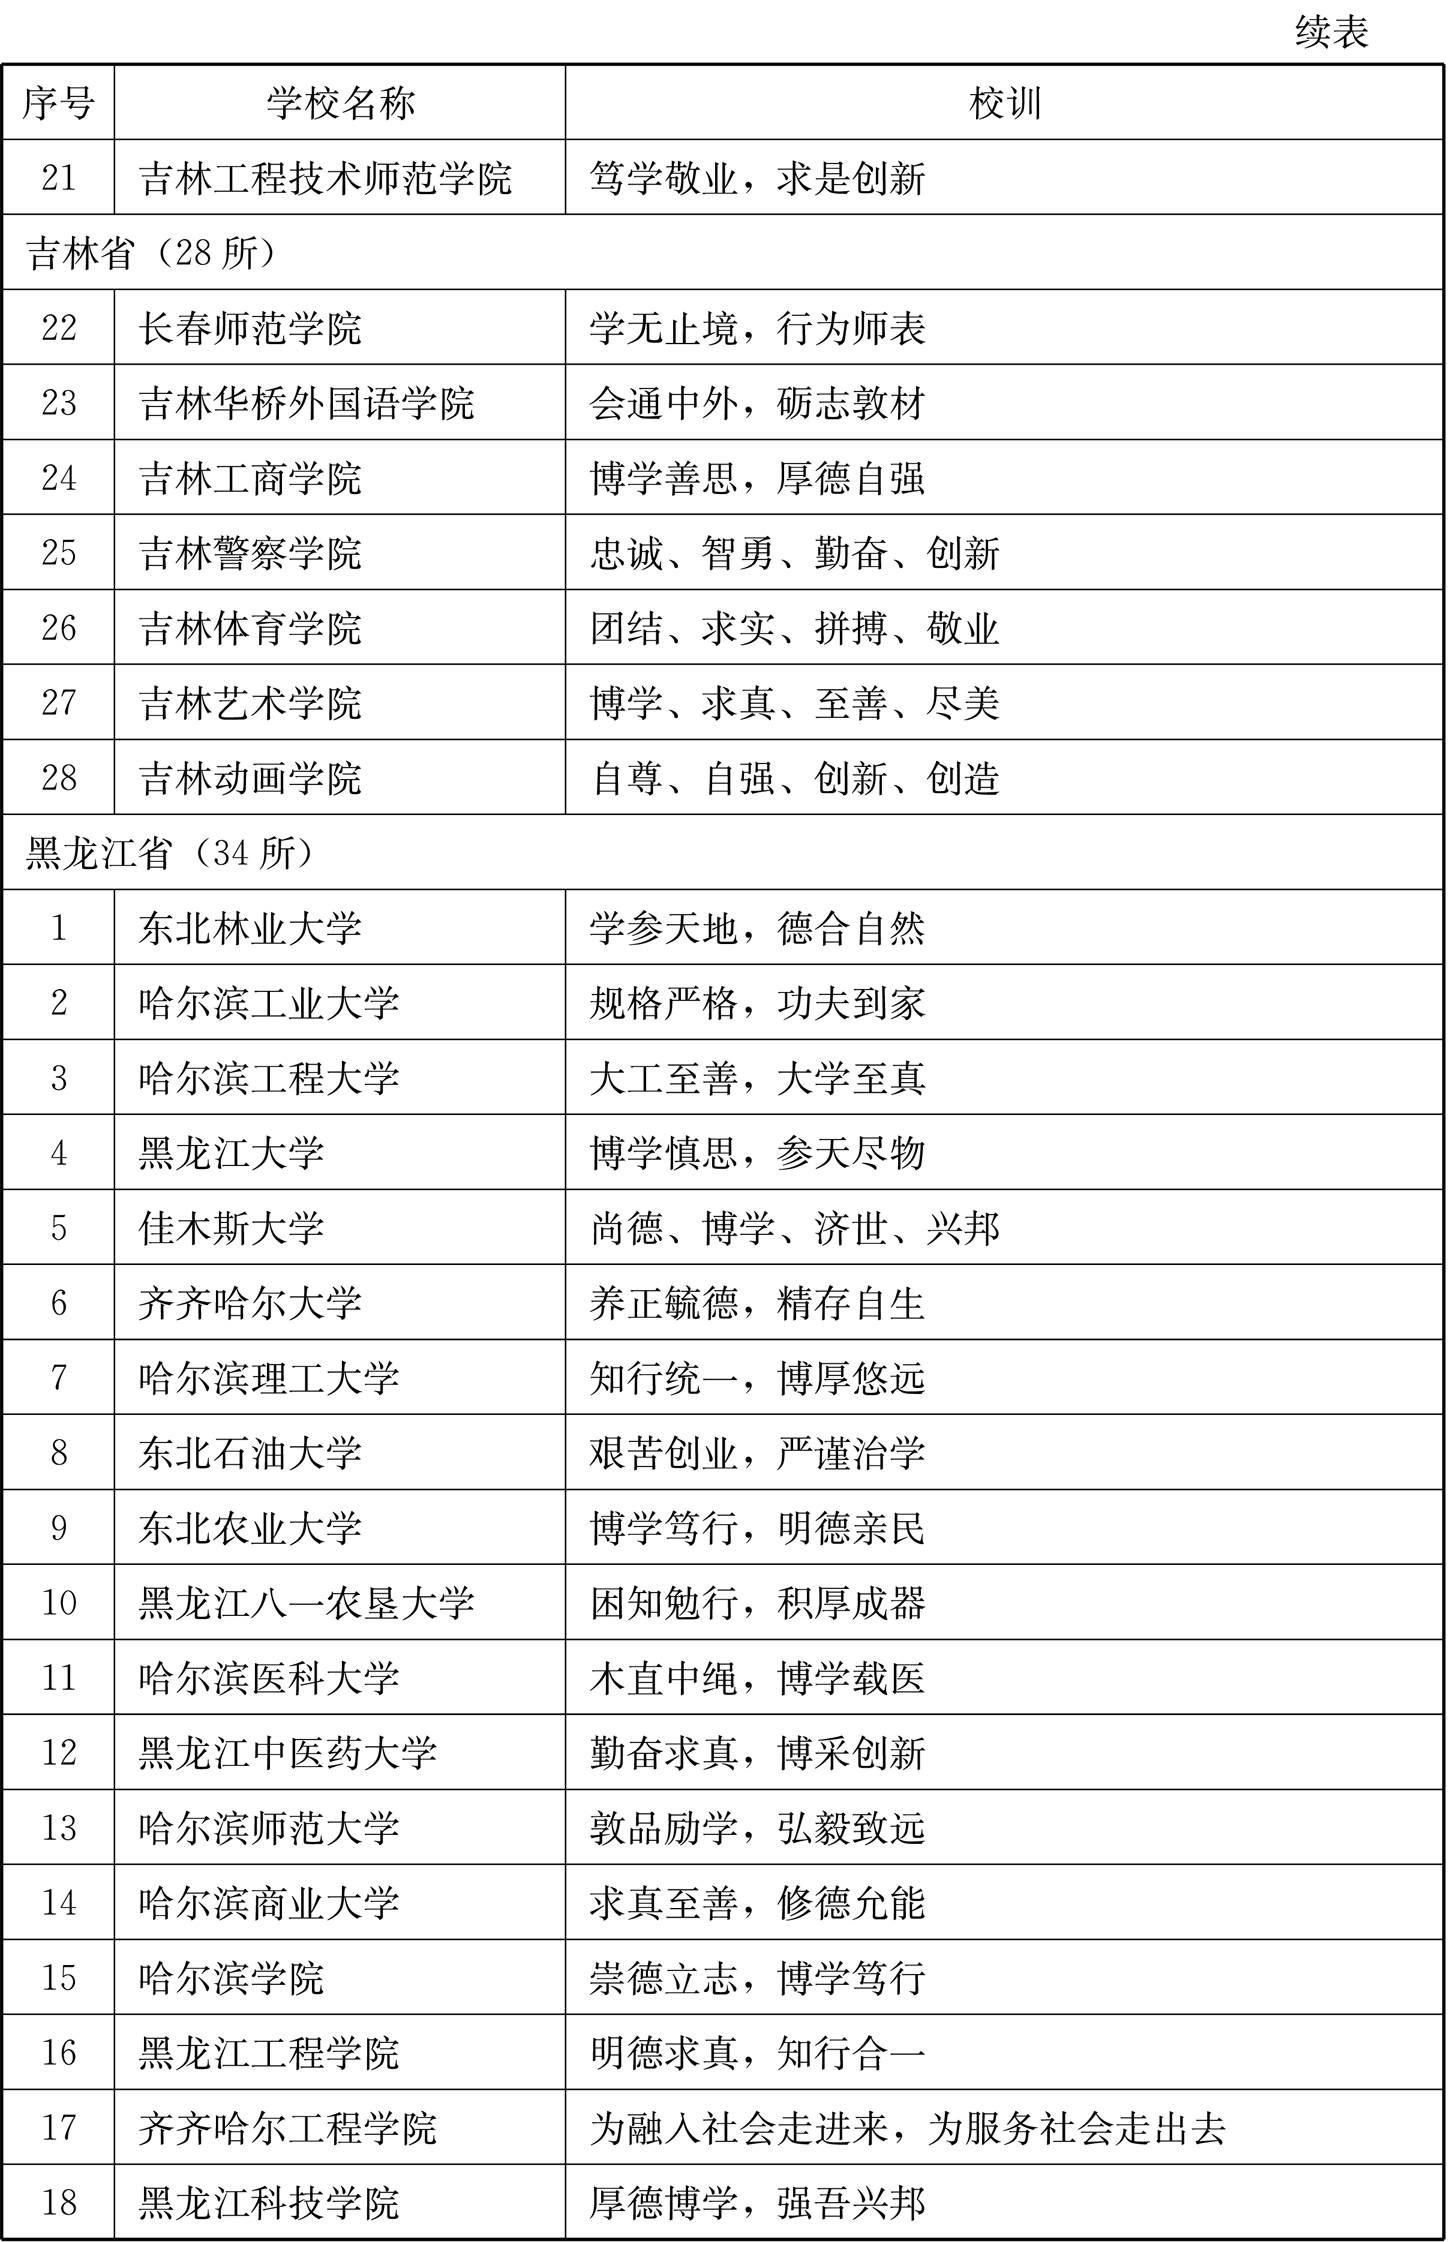 续表
序号 学校名称 校训
21 吉林工程技术师范学院 笃学敬业，求是创新
吉林省（28 所）
22 长春师范学院 学无止境，行为师表
23 吉林华桥外国语学院 会通中外，砺志敦材
24 吉林工商学院 博学善思，厚德自强
25 吉林警察学院 忠诚、智勇、勤奋、创新
26 吉林体育学院 团结、求实、拼搏、敬业
27 吉林艺术学院 博学、求真、至善、尽美
28 吉林动画学院 自尊、自强、创新、创造
黑龙江省（34 所）
1 东北林业大学 学参天地，德合自然
2 哈尔滨工业大学 规格严格，功夫到家
3 哈尔滨工程大学 大工至善，大学至真
4 黑龙江大学 博学慎思，参天尽物
5 佳木斯大学 尚德、博学、济世、兴邦
6 齐齐哈尔大学 养正毓德，精存自生
7 哈尔滨理工大学 知行统一，博厚悠远
8 东北石油大学 艰苦创业，严谨治学
9 东北农业大学 博学笃行，明德亲民
10 黑龙江八一农垦大学 困知勉行，积厚成器
11 哈尔滨医科大学 木直中绳，博学载医
12 黑龙江中医药大学 勤奋求真，博采创新
13 哈尔滨师范大学 敦品励学，弘毅致远
14 哈尔滨商业大学 求真至善，修德允能
15 哈尔滨学院 崇德立志，博学笃行
16 黑龙江工程学院 明德求真，知行合一
17 齐齐哈尔工程学院 为融入社会走进来，为服务社会走出去
18 黑龙江科技学院 厚德博学，强吾兴邦